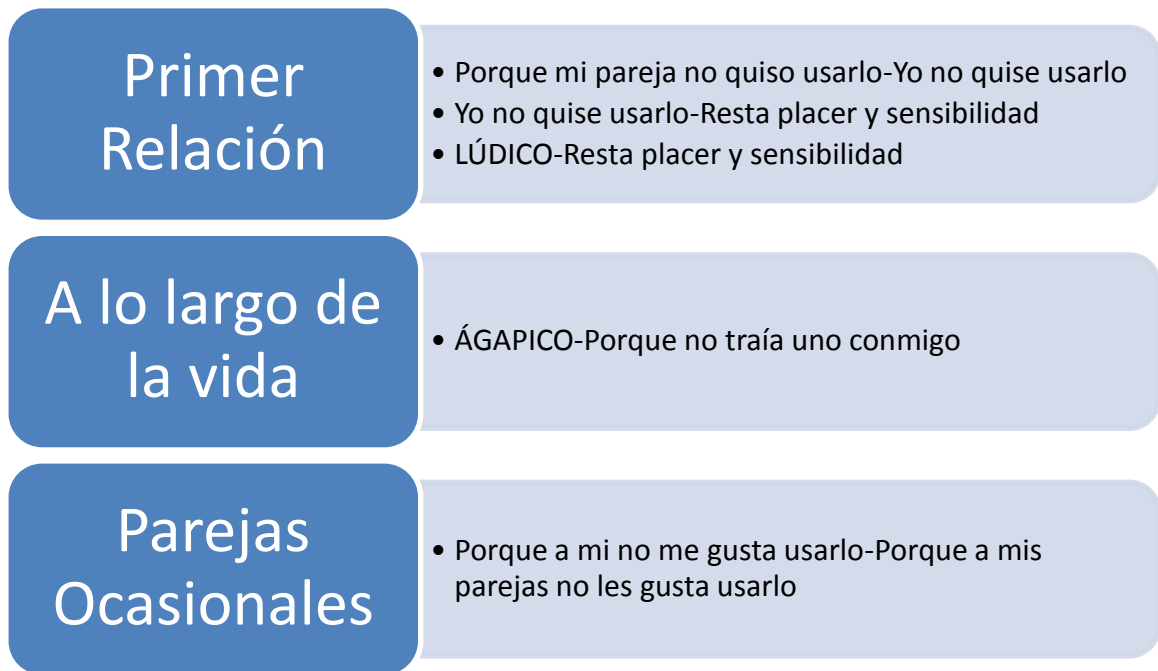 Primer
Relación
• Porque mi pareja no quiso usarlo-Yo no quise usarlo
• Yo no quise usarlo-Resta placer y sensibilidad
• LÚDICO-Resta placer y sensibilidad
A lo largo de
la vida
• ÁGAPICO-Porque no traía uno conmigo
Parejas
Ocasionales
• Porque a mi no me gusta usarlo-Porque a mis
parejas no les gusta usarlo